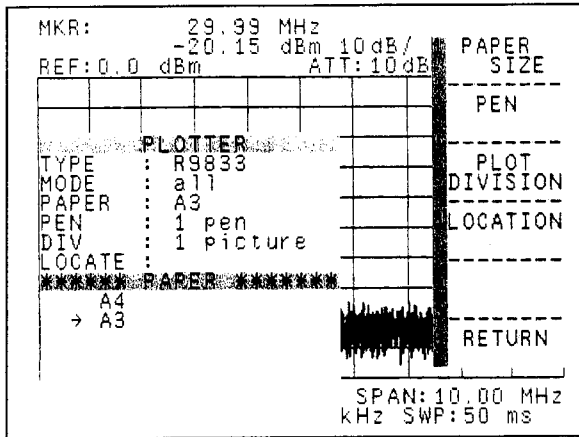 MKR: 29.99 MHz
-20.15 dBm 10dB/
REF:0.0 dBm ATT:10dB
PLOTTER
TYPE : R9833
MODE : all
PAPER : A3
PEN : 1 pen
DIV : 1 picture
LOCATE :
****** PAPER *******
A4
→ A3
PAPER
SIZE
PEN
PLOT
DIVISION
LOCATION
RETURN
SPAN:10.00 MHz
kHz SWP:50 ms